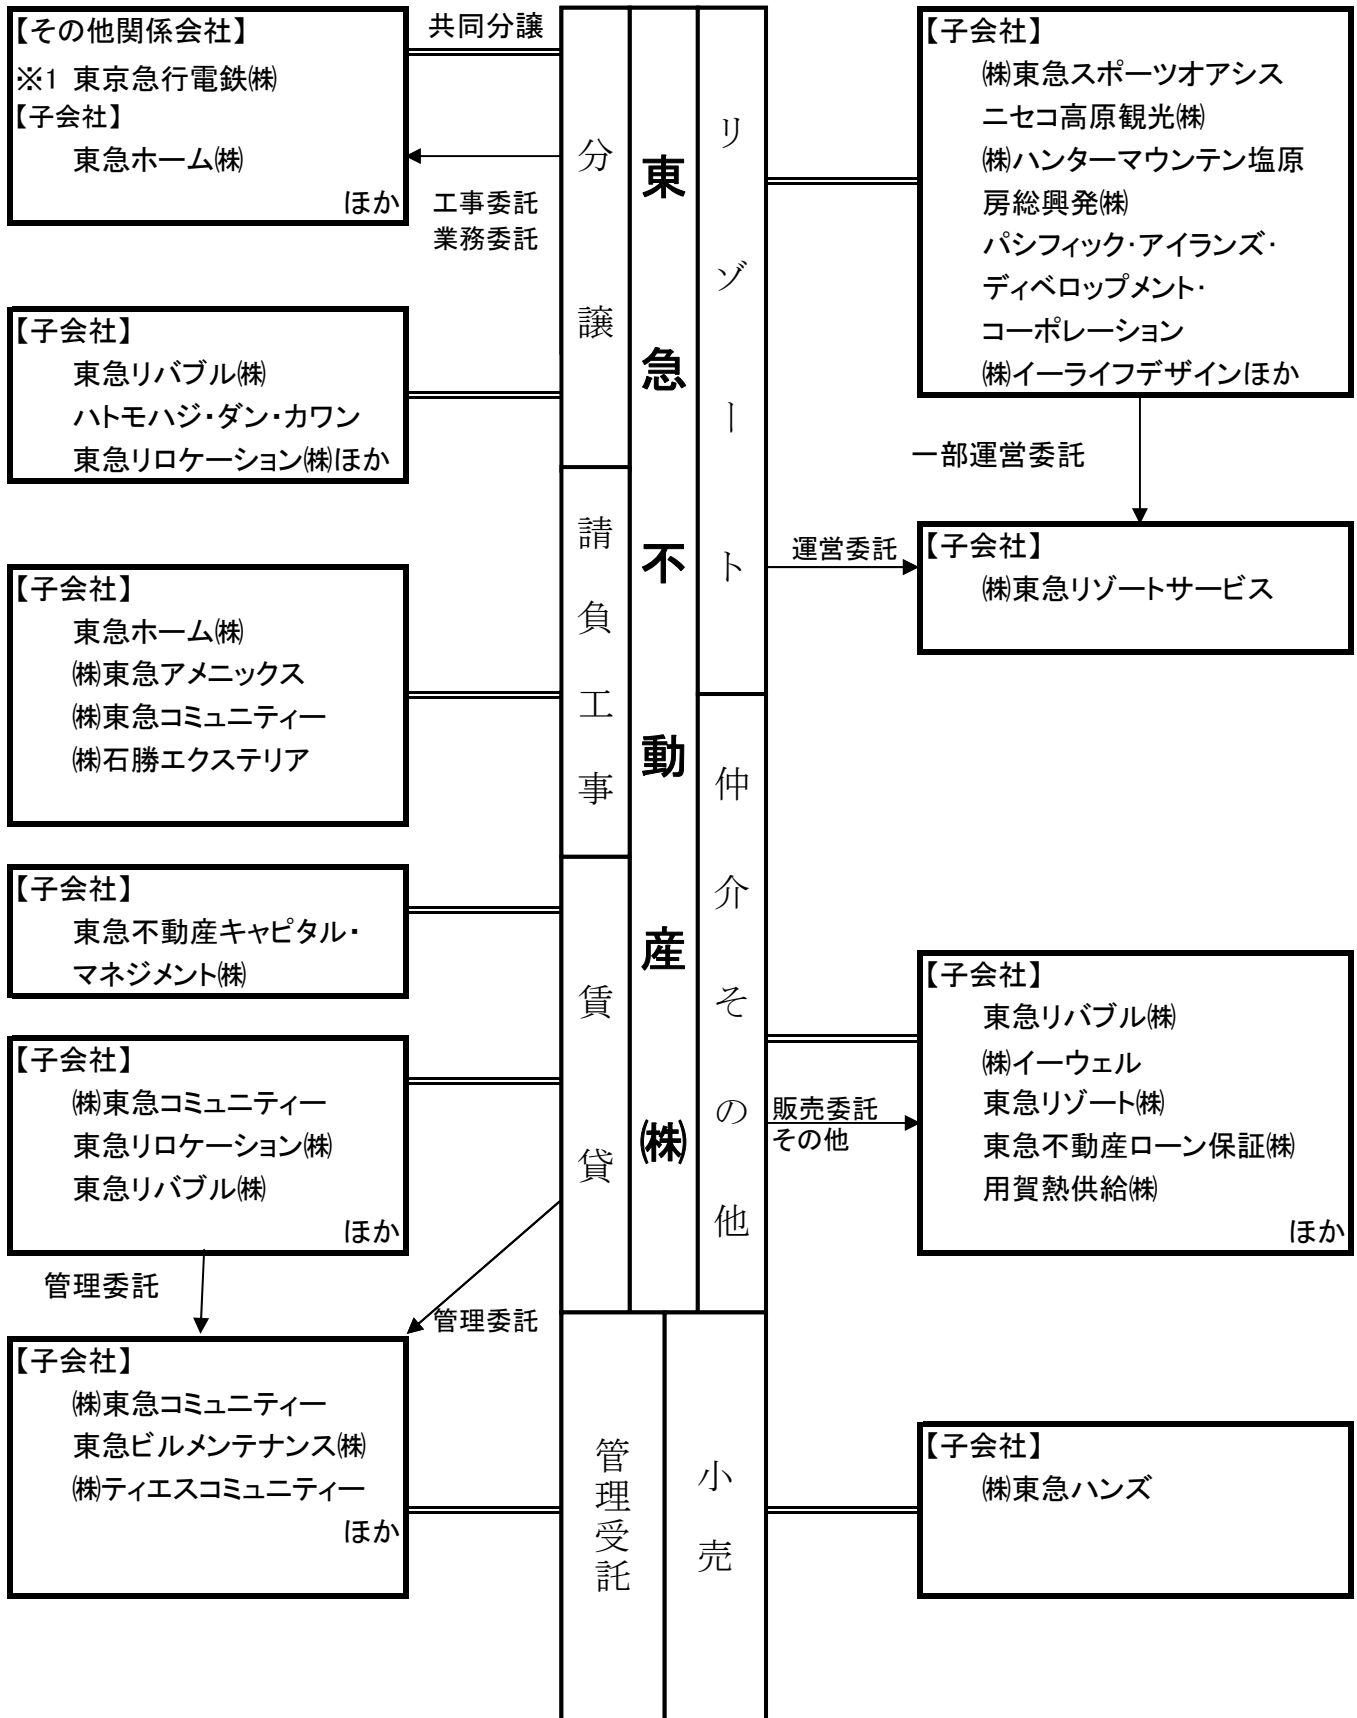 【その他関係会社】
※1 東京急行電鉄㈱
【子会社】
東急ホーム㈱
ほか
共同分譲
工事委託
業務委託
【子会社】
東急リバブル㈱
ハトモハジ・ダン・カワン
東急リロケーション㈱ほか
【子会社】
東急ホーム㈱
㈱東急アメニックス
㈱東急コミュニティー
㈱石勝エクステリア
【子会社】
東急不動産キャピタル・
マネジメント㈱
【子会社】
㈱東急コミュニティー
東急リロケーション㈱
東急リバブル㈱
ほか
管理委託
管理委託
【子会社】
㈱東急コミュニティー
東急ビルメンテナンス㈱
㈱ティエスコミュニティー
ほか
分譲
請負工事
賃貸
東急不動産㈱
リゾート
仲介その他
管理受託
小売
【子会社】
㈱東急スポーツオアシス
ニセコ高原観光㈱
㈱ハンターマウンテン塩原
房総興発㈱
パシフィック・アイランズ・
ディベロップメント・
コーポレーション
㈱イーライフデザインほか
一部運営委託
運営委託
【子会社】
㈱東急リゾートサービス
【子会社】
東急リバブル㈱
㈱イーウェル
東急リゾート㈱
東急不動産ローン保証㈱
用賀熱供給㈱
ほか
販売委託
その他
【子会社】
㈱東急ハンズ